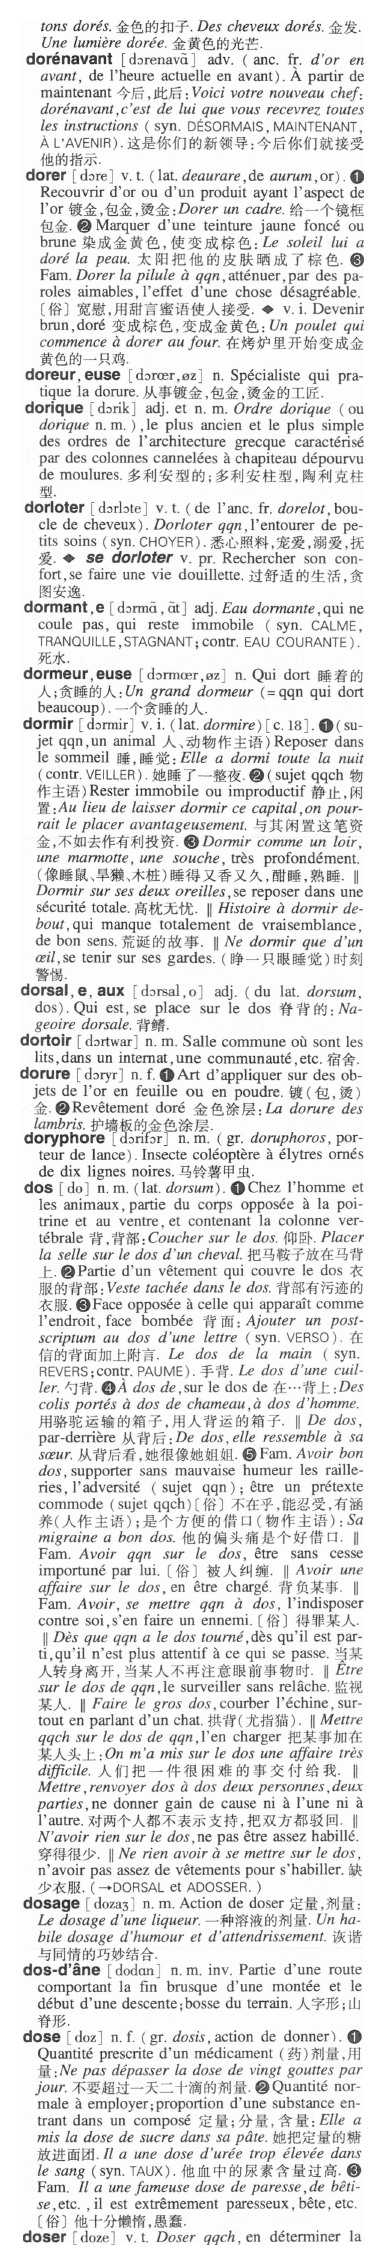 tons dorés. 金色的扣子. Des cheveux dorés. 金发.
Une lumière dorée. 金黄色的光芒.
dorénavant [dɔrenavɑ̃] adv. (anc. fr. d'or en
avant, de l'heure actuelle en avant). À partir de
maintenant 今后,此后:Voici votre nouveau chef:
dorénavant,c'est de lui que vous recevrez toutes
les instructions (syn. DÉSORMAIS, MAINTENANT,
À L'AVENIR). 这是你们的新领导:今后你们就接受
他的指示.
dorer [dɔre] v. t. (lat. deaurare,de aurum,or). ❶
Recouvrir d'or ou d'un produit ayant l'aspect de
l'or 镀金,包金,烫金:Dorer un cadre. 给一个镜框
包金. ❷ Marquer d'une teinture jaune foncé ou
brune 染成金黄色, 使变成棕色: Le soleil lui a
doré la peau. 太阳把他的皮肤晒成了棕色. ❸
Fam. Dorer la pilule à qqn,atténuer,par des pa-
roles aimables,l'effet d'une chose désagréable.
〔俗〕宽慰,用甜言蜜语使人接受. ◆ v. i. Devenir
brun,doré 变成棕色,变成金黄色:Un poulet qui
commence à dorer au four. 在烤炉里开始变成金
黄色的一只鸡.
doreur, euse [dɔrœr,øz] n. Spécialiste qui pra-
tique la dorure. 从事镀金,包金,烫金的工匠.
dorique [dɔrik] adj. et n. m. Ordre dorique (ou
dorique n. m.),le plus ancien et le plus simple
des ordres de l'architecture grecque caractérisé
par des colonnes cannelées à chapiteau dépourvu
de moulures. 多利安型的;多利安柱型,陶利克柱
型.
dorloter [dɔrlɔte] v. t. (de l'anc. fr. dorelot,bou-
cle de cheveux). Dorloter qqn,l'entourer de pe-
tits soins (syn. CHOYER). 悉心照料,宠爱,溺爱,抚
爱. ◆ se dorloter v. pr. Rechercher son con-
fort,se faire une vie douillette. 过舒适的生活,贪
图安逸.
dormant,e [dɔrmɑ̃, ɑ̃t] adj. Eau dormante,qui ne
coule pas, qui reste immobile (syn. CALME,
TRANQUILLE,STAGNANT;contr. EAU COURANTE).
死水.
dormeur,euse [dɔrmœr,øz] n. Qui dort 睡着的
人;贪睡的人:Un grand dormeur (=qqn qui dort
beaucoup). 一个贪睡的人.
dormir [dɔrmir] v. i. (lat. dormire)[c. 18]. ❶(su-
jet qqn,un animal 人、动物作主语) Reposer dans
le sommeil 睡,睡觉:Elle a dormi toute la nuit
(contr. VEILLER). 她睡了一整夜. ❷(sujet qqch 物
作主语) Rester immobile ou improductif 静止,闲
置:Au lieu de laisser dormir ce capital,on pour-
rait le placer avantageusement. 与其闲置这笔资
金,不如去作有利投资. ❸ Dormir comme un loir,
une marmotte, une souche, très profondément.
(像睡鼠、旱獭、木桩)睡得又香又久,酣睡,熟睡. ‖
Dormir sur ses deux oreilles,se reposer dans une
sécurité totale. 高枕无忧. ‖ Histoire à dormir de-
bout,qui manque totalement de vraisemblance,
de bon sens. 荒诞的故事. ‖ Ne dormir que d'un
œil,se tenir sur ses gardes. (睁一只眼睡觉)时刻
警惕.
dorsal, e, aux [dɔrsal,o] adj. (du lat. dorsum,
dos). Qui est, se place sur le dos 脊背的: Na-
geoire dorsale. 背鳍.
dortoir [dɔrtwar] n. m. Salle commune où sont les
lits,dans un internat,une communauté,etc. 宿舍.
dorure [dɔryr] n. f. ❶Art d'appliquer sur des ob-
jets de l'or en feuille ou en poudre. 镀(包,烫)
金. ❷Revêtement doré 金色涂层:La dorure des
lambris. 护墙板的金色涂层.
doryphore [dɔrifɔr] n. m. (gr. doruphoros, por-
teur de lance). Insecte coléoptère à élytres ornés
de dix lignes noires. 马铃薯甲虫.
dos [do] n. m. (lat. dorsum). ❶Chez l'homme et
les animaux, partie du corps opposée à la poi-
trine et au ventre, et contenant la colonne ver-
tébrale 背,背部:Coucher sur le dos. 仰卧. Placer
la selle sur le dos d'un cheval. 把马鞍子放在马背
上. ❷Partie d'un vêtement qui couvre le dos 衣
服的背部:Veste tachée dans le dos. 背部有污迹的
衣服. ❸Face opposée à celle qui apparaît comme
l'endroit, face bombée 背面: Ajouter un post-
scriptum au dos d'une lettre (syn. VERSO). 在
信的背面加上附言. Le dos de la main (syn.
REVERS;contr. PAUME). 手背. Le dos d'une cuil-
ler. 勺背. ❹À dos de,sur le dos de 在…背上:Des
colis portés à dos de chameau,à dos d'homme.
用骆驼运输的箱子,用人背运的箱子. ‖ De dos,
par-derrière 从背后:De dos,elle ressemble à sa
sœur. 从背后看,她很像她姐姐. ❺Fam. Avoir bon
dos, supporter sans mauvaise humeur les raille-
ries, l'adversité (sujet qqn); être un prétexte
commode (sujet qqch)〔俗〕不在乎,能忍受,有涵
养(人作主语);是个方便的借口(物作主语):Sa
migraine a bon dos. 他的偏头痛是个好借口. ‖
Fam. Avoir qqn sur le dos, être sans cesse
importuné par lui. 〔俗〕被人纠缠. ‖ Avoir une
affaire sur le dos, en être chargé. 背负某事. ‖
Fam. Avoir, se mettre qqn à dos, l'indisposer
contre soi,s'en faire un ennemi. 〔俗〕得罪某人.
‖ Dès que qqn a le dos tourné,dès qu'il est par-
ti,qu'il n'est plus attentif à ce qui se passe. 当某
人转身离开,当某人不再注意眼前事物时. ‖ Être
sur le dos de qqn,le surveiller sans relâche. 监视
某人. ‖ Faire le gros dos,courber l'échine,sur-
tout en parlant d'un chat. 拱背(尤指猫). ‖ Mettre
qqch sur le dos de qqn,l'en charger 把某事加在
某人头上:On m'a mis sur le dos une affaire très
difficile. 人们把一件很困难的事交付给我. ‖
Mettre,renvoyer dos à dos deux personnes,deux
parties,ne donner gain de cause ni à l'une ni à
l'autre. 对两个人都不表示支持,把双方都驳回. ‖
N'avoir rien sur le dos,ne pas être assez habillé.
穿得很少. ‖ Ne rien avoir à se mettre sur le dos,
n'avoir pas assez de vêtements pour s'habiller. 缺
少衣服. (→DORSAL et ADOSSER.)
dosage [dozaʒ] n. m. Action de doser 定量,剂量:
Le dosage d'une liqueur. 一种溶液的剂量. Un ha-
bile dosage d'humour et d'attendrissement. 诙谐
与同情的巧妙结合.
dos-d'âne [dodɑn] n. m. inv. Partie d'une route
comportant la fin brusque d'une montée et le
début d'une descente;bosse du terrain. 人字形;山
脊形.
dose [doz] n. f. (gr. dosis, action de donner). ❶
Quantité prescrite d'un médicament (药)剂量,用
量:Ne pas dépasser la dose de vingt gouttes par
jour. 不要超过一天二十滴的剂量. ❷Quantité nor-
male à employer;proportion d'une substance en-
trant dans un composé 定量;分量,含量: Elle a
mis la dose de sucre dans sa pâte. 她把定量的糖
放进面团. Il a une dose d'urée trop élevée dans
le sang (syn. TAUX). 他血中的尿素含量过高. ❸
Fam. Il a une fameuse dose de paresse,de bêti-
se,etc. , il est extrêmement paresseux, bête, etc.
〔俗〕他十分懒惰,愚蠢.
doser [doze] v. t. Doser qqch, en déterminer la